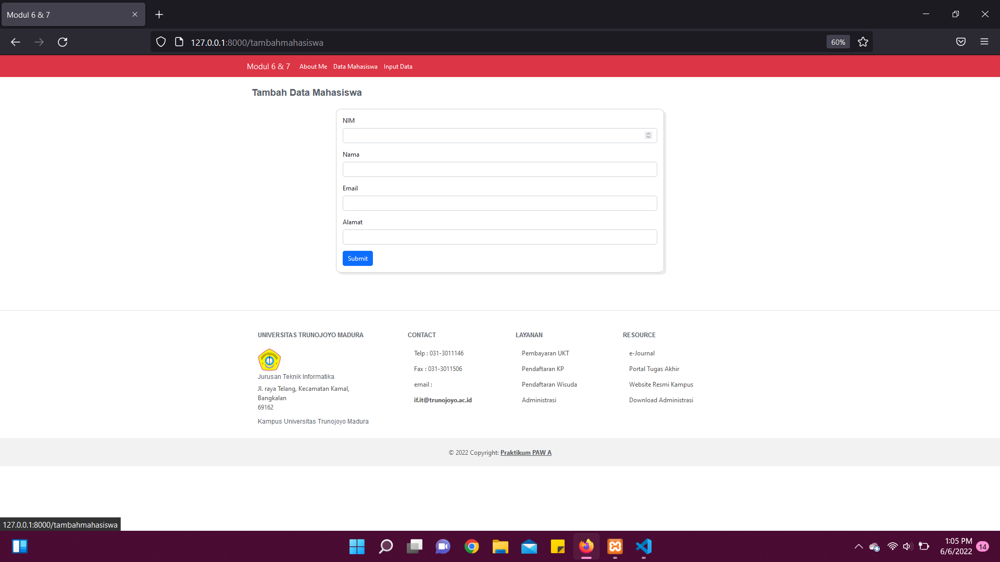 Modul 6 & 7
127.0.0.1:8000/tambahmahasiswa
60%
Modul 6 & 7 About Me Data Mahasiswa Input Data
Tambah Data Mahasiswa
NIM
Nama
Email
Alamat
Submit
UNIVERSITAS TRUNOJOYO MADURA
Jurusan Teknik Informatika
Jl. raya Telang, Kecamatan Kamal,
Bangkalan
69162
Kampus Universitas Trunojoyo Madura
CONTACT
Telp : 031-3011146
Fax : 031-3011506
email :
if.it@trunojoyo.ac.id
LAYANAN
Pembayaran UKT
Pendaftaran KP
Pendaftaran Wisuda
Administrasi
RESOURCE
e-Journal
Portal Tugas Akhir
Website Resmi Kampus
Download Administrasi
© 2022 Copyright: Praktikum PAW A
127.0.0.1:8000/tambahmahasiswa
1:05 PM
6/6/2022
14